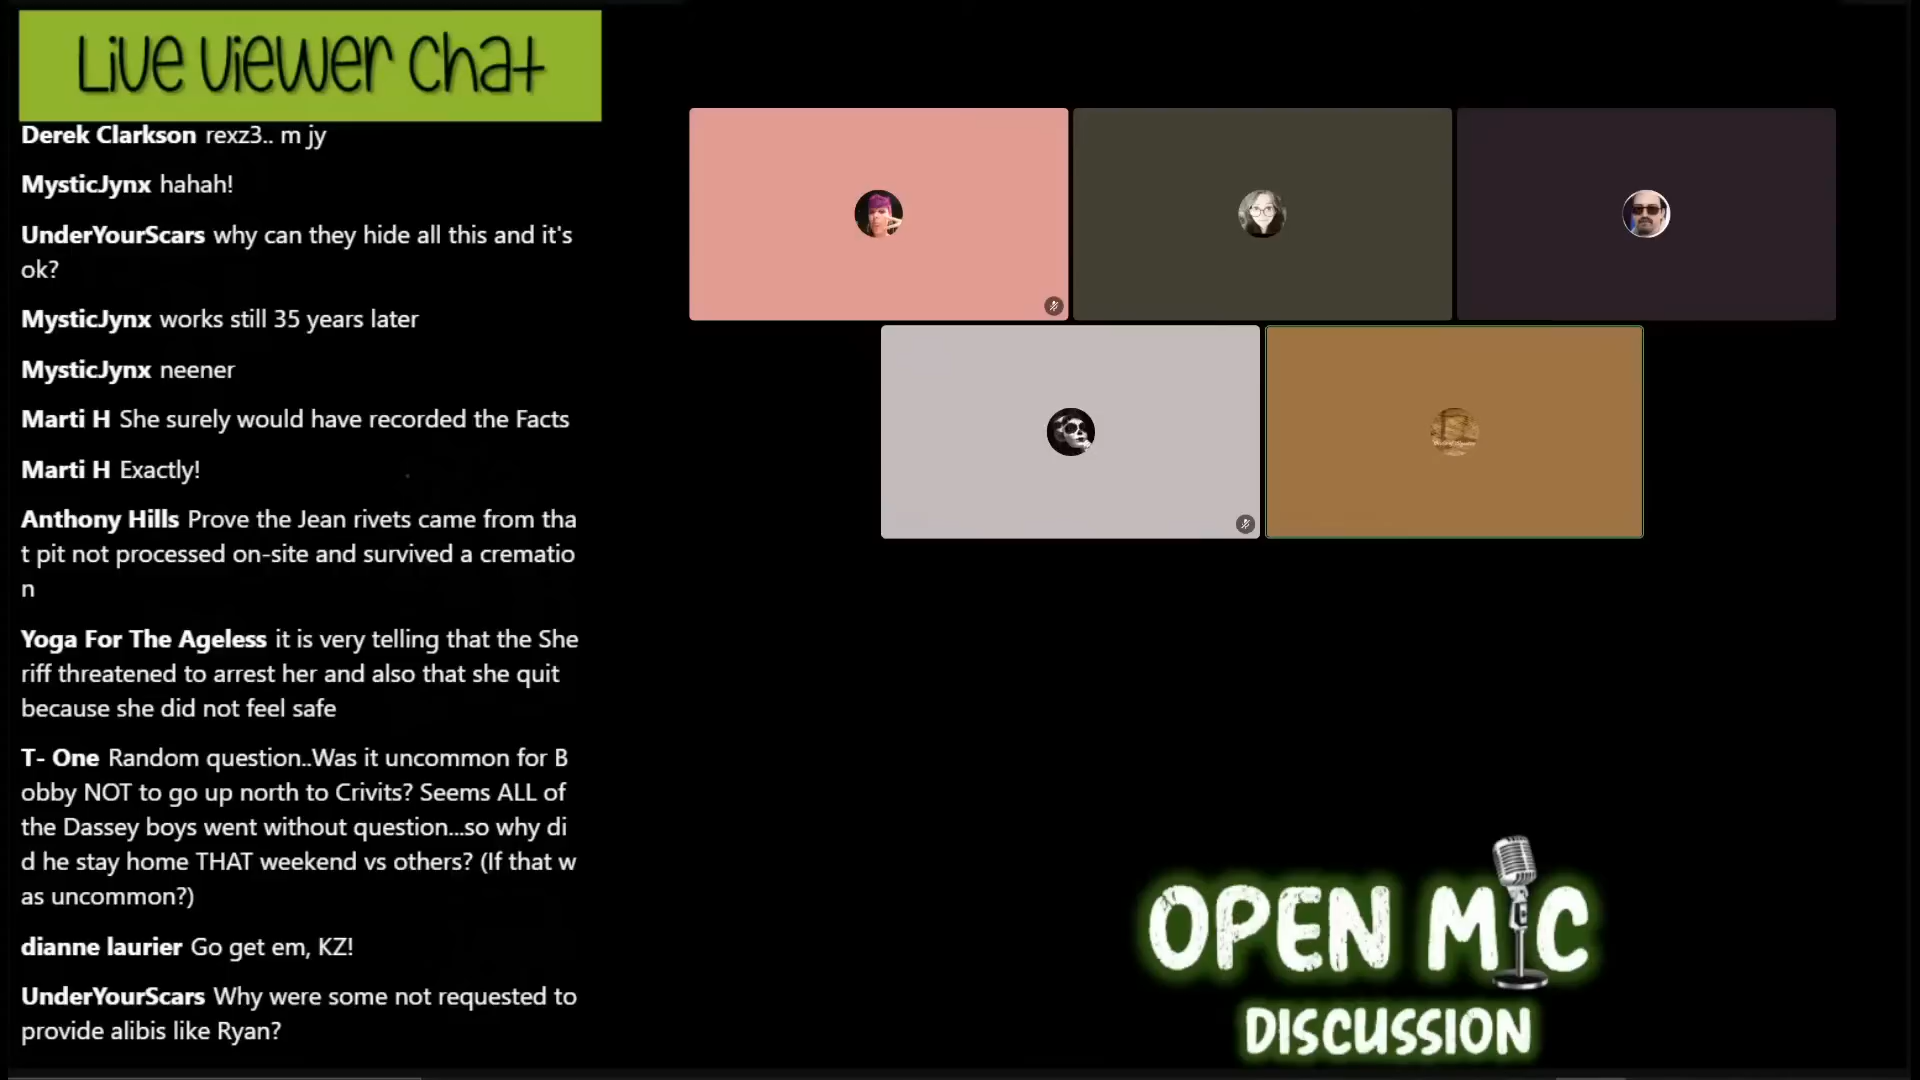 Live Viewer Chat
Derek Clarkson rexz3.. m jy
MysticJynx hahah!
UnderYourScars why can they hide all this and it's
ok?
MysticJynx works still 35 years later
MysticJynx neener
Marti H She surely would have recorded the Facts
Marti H Exactly!
Anthony Hills Prove the Jean rivets came from tha
t pit not processed on-site and survived a crematio
n
Yoga For The Ageless it is very telling that the She
riff threatened to arrest her and also that she quit
because she did not feel safe
T- One Random question..Was it uncommon for B
obby NOT to go up north to Crivits? Seems ALL of
the Dassey boys went without question...so why di
d he stay home THAT weekend vs others? (If that w
as uncommon?)
dianne laurier Go get em, KZ!
UnderYourScars Why were some not requested to
provide alibis like Ryan?
OPEN MIC
DISCUSSION